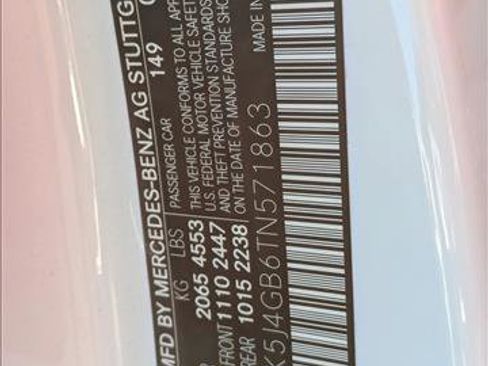 MFD BY MERCEDES-BENZ AG STUTTG
149
KG LBS
2065 4553
FRONT 1110 2447
REAR 1015 2238
PASSENGER CAR
THIS VEHICLE CONFORMS TO ALL APP
U.S. FEDERAL MOTOR VEHICLE SAFET
AND THEFT PREVENTION STANDARDS
ON THE DATE OF MANUFACTURE SHO
K5J4GB6TN571863
MADE IN